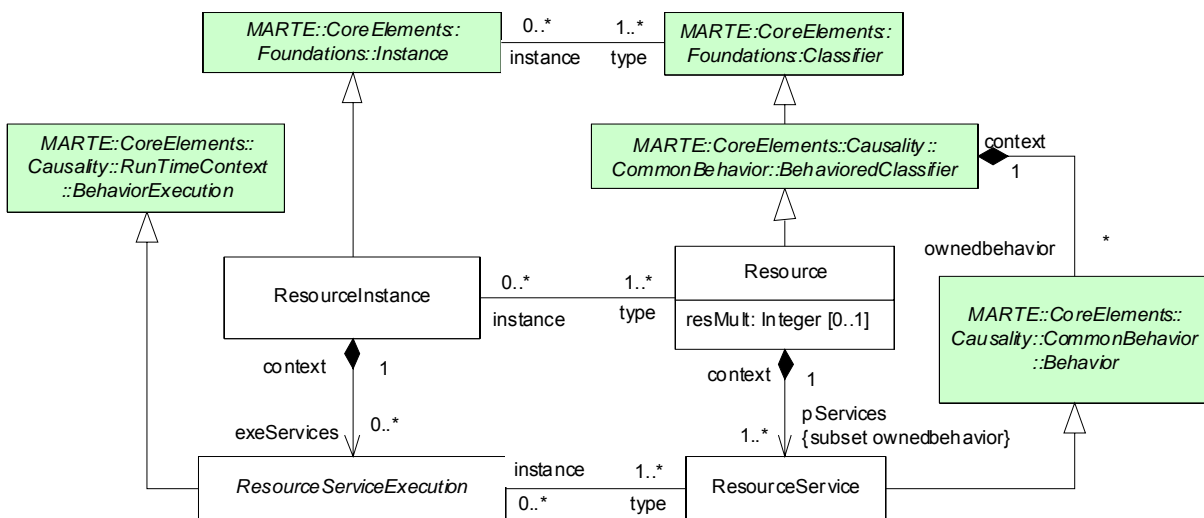 MARTE::CoreElements::
Foundations::Instance
0..*
1..*
instance
type
MARTE::CoreElements::
Foundations::Classifier
MARTE::CoreElements::
Causality::RunTimeContext
::BehaviorExecution
MARTE::CoreElements::Causality::
CommonBehavior::BehavioredClassifier
context
1
ownedbehavior
*
ResourceInstance
0..*
1..*
instance
type
Resource
resMult: Integer [0..1]
MARTE::CoreElements::
Causality::CommonBehavior
::Behavior
context
1
exeServices
0..*
context
1
pServices
{subset ownedbehavior}
1..*
ResourceServiceExecution
instance
1..*
0..*
type
ResourceService